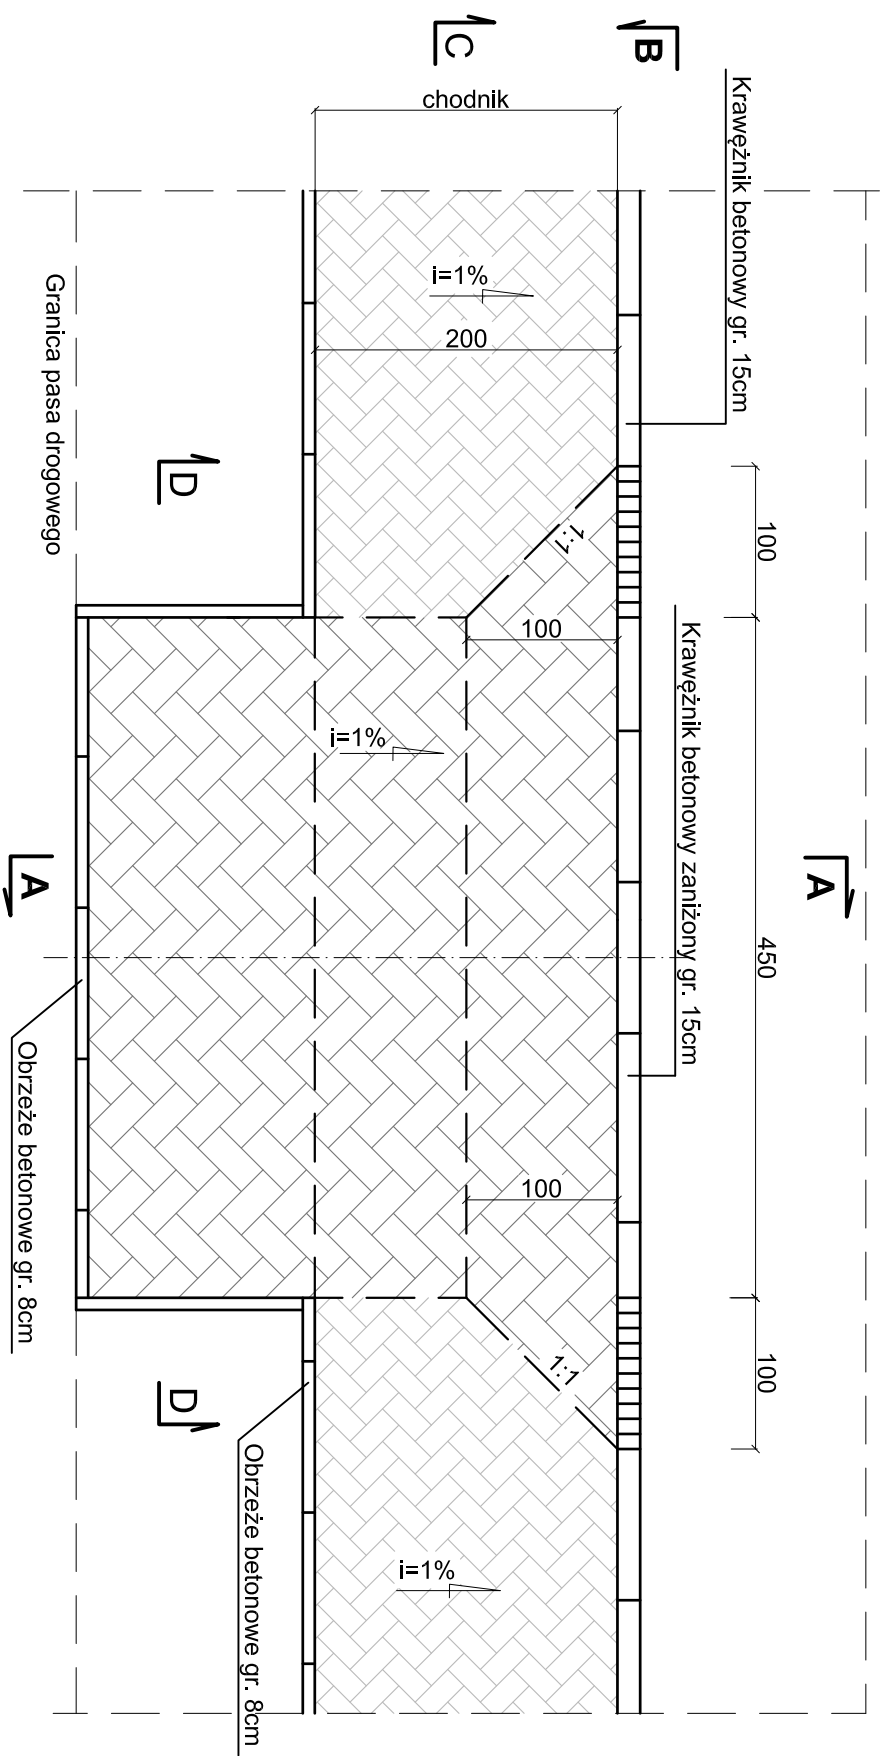 C
B
chodnik
Krawężnik betonowy gr. 15cm
i=1%
200
Granica pasa drogowego
D
1:1
100
100
Krawężnik betonowy zaniżony gr. 15cm
i=1%
A
A
450
Obrzeże betonowe gr. 8cm
100
1:1
100
D
Obrzeże betonowe gr. 8cm
i=1%